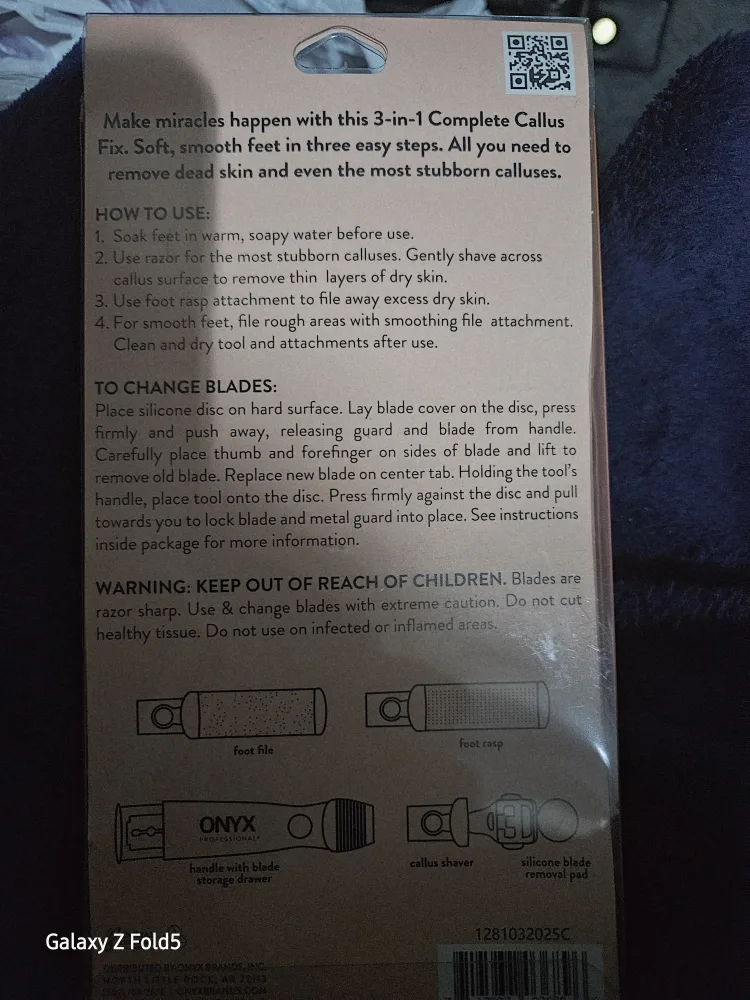 Make miracles happen with this 3-in-1 Complete Callus
Fix. Soft, smooth feet in three easy steps. All you need to
remove dead skin and even the most stubborn calluses.
HOW TO USE:
1. Soak feet in warm, soapy water before use.
2. Use razor for the most stubborn calluses. Gently shave across
callus surface to remove thin layers of dry skin.
3. Use foot rasp attachment to file away excess dry skin.
4. For smooth feet, file rough areas with smoothing file attachment.
Clean and dry tool and attachments after use.
TO CHANGE BLADES:
Place silicone disc on hard surface. Lay blade cover on the disc, press
firmly and push away, releasing guard and blade from handle.
Carefully place thumb and forefinger on sides of blade and lift to
remove old blade. Replace new blade on center tab. Holding the tool's
handle, place tool onto the disc. Press firmly against the disc and pull
towards you to lock blade and metal guard into place. See instructions
inside package for more information.
WARNING: KEEP OUT OF REACH OF CHILDREN. Blades are
razor sharp. Use & change blades with extreme caution. Do not cut
healthy tissue. Do not use on infected or inflamed areas.
foot file
foot rasp
ONYX
PROFESSIONAL
handle with blade
storage drawer
callus shaver
silicone blade
removal pad
Galaxy Z Fold5
1281032025C
DISTRIBUTED BY ONYX BRANDS, INC.
NORTH LITTLE ROCK, AR
ONYXBRANDS.COM